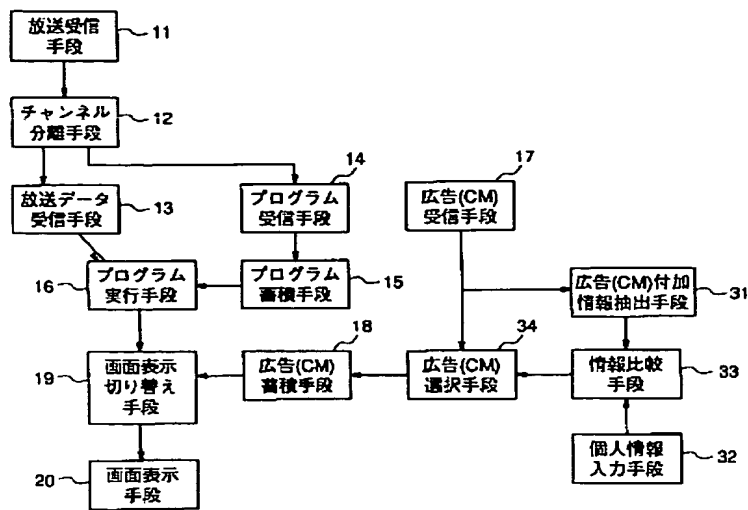 放送受信
手段
11
チャンネル
分離手段
12
放送データ
受信手段
13
プログラム
受信手段
14
広告(CM)
受信手段
17
プログラム
実行手段
16
プログラム
蓄積手段
15
広告(CM)付加
情報抽出手段
31
画面表示
切り替え
手段
19
広告(CM)
蓄積手段
18
広告(CM)
選択手段
34
情報比較
手段
33
画面表示
手段
20
個人情報
入力手段
32